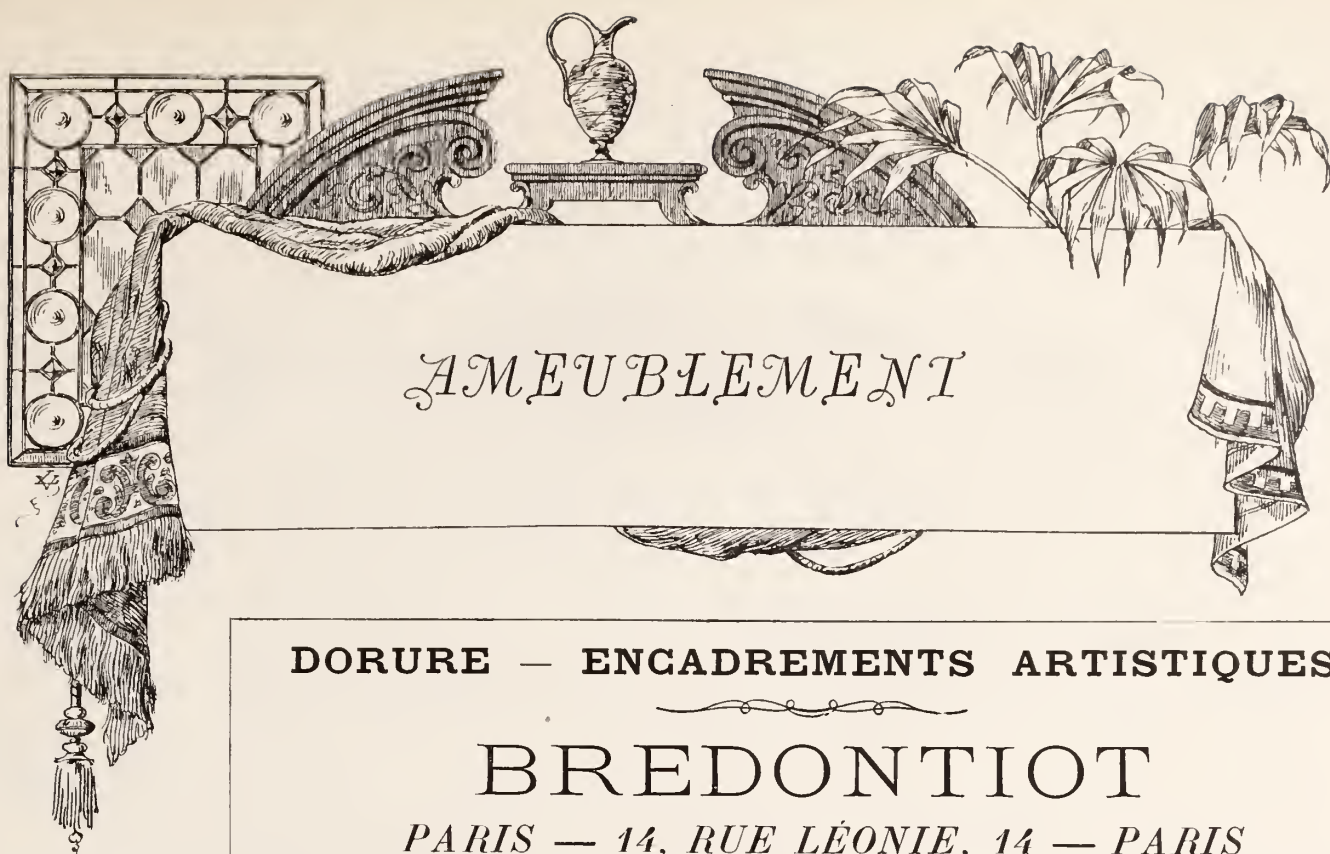 AMEUBLEMENT
DORURE — ENCADREMENTS ARTISTIQUES
BREDONTIOT
PARIS — 14, RUE LÉONIE, 14 — PARIS